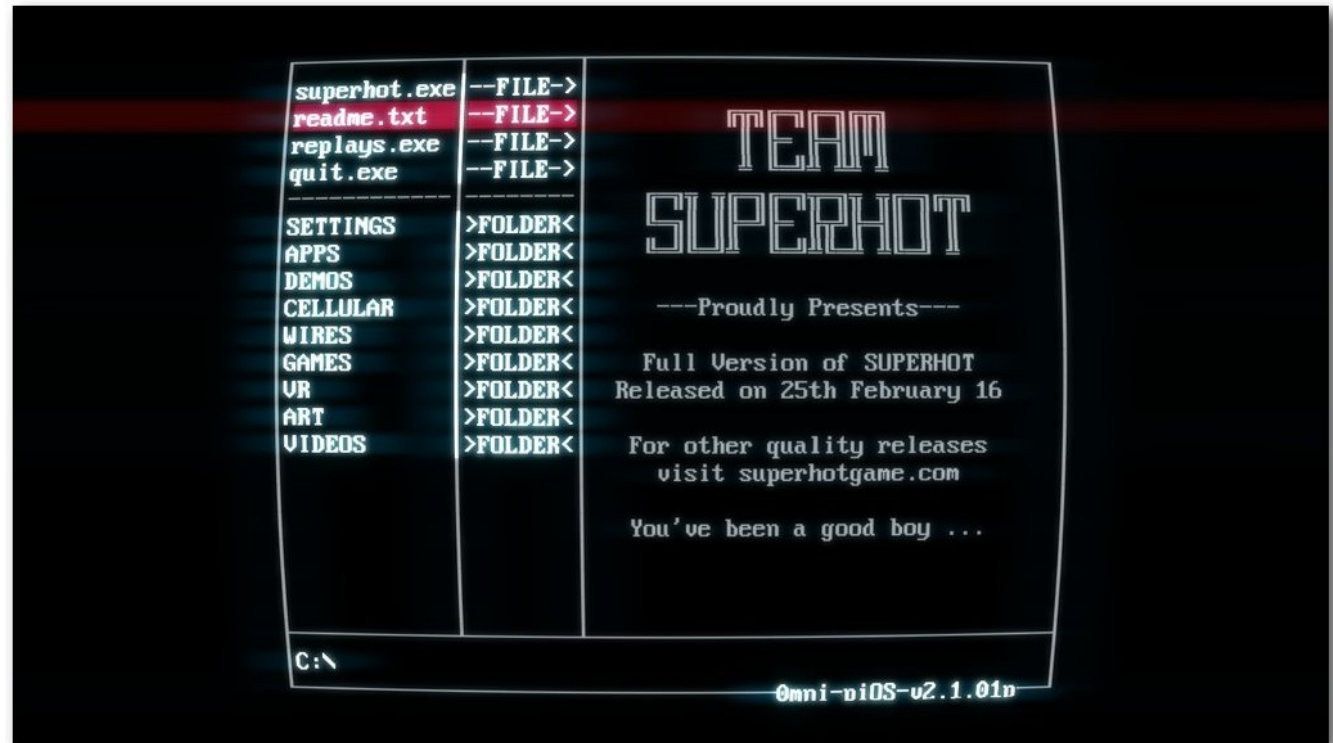 superhot.exe --FILE->
readme.txt --FILE->
replays.exe --FILE->
quit.exe --FILE->
SETTINGS >FOLDER<
APPS >FOLDER<
DEMOS >FOLDER<
CELLULAR >FOLDER<
WIRES >FOLDER<
GAMES >FOLDER<
VR >FOLDER<
ART >FOLDER<
VIDEOS >FOLDER<
TEAM
SUPERHOT
---Proudly Presents---
Full Version of SUPERHOT
Released on 25th February 16
For other quality releases
visit superhotgame.com
You've been a good boy ...
C:\
0mni-piOS-v2.1.01p